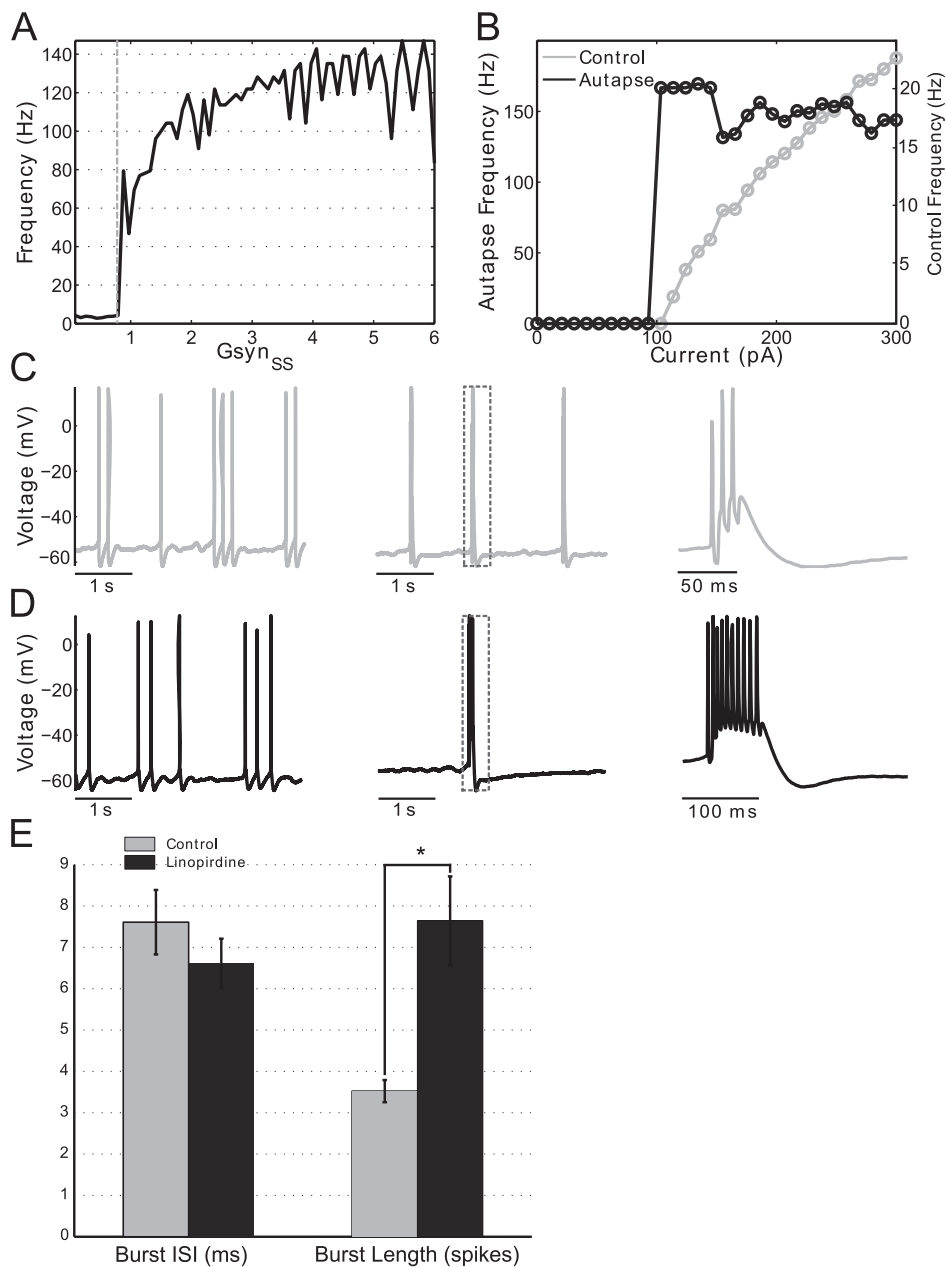 A
Frequency (Hz)
140
120
100
80
60
40
20
0
1
2
3
4
5
6
Gsyn SS
B
Autapse Frequency (Hz)
150
100
50
0
Control
Autapse
20
15
10
5
0
Control Frequency (Hz)
0
100
200
300
Current (pA)
C
Voltage (mV)
0
−20
−40
−60
1 s
1 s
50 ms
D
Voltage (mV)
0
−20
−40
−60
1 s
1 s
100 ms
E
Control
Linopirdine
*
9
8
7
6
5
4
3
2
1
0
Burst ISI (ms)
Burst Length (spikes)